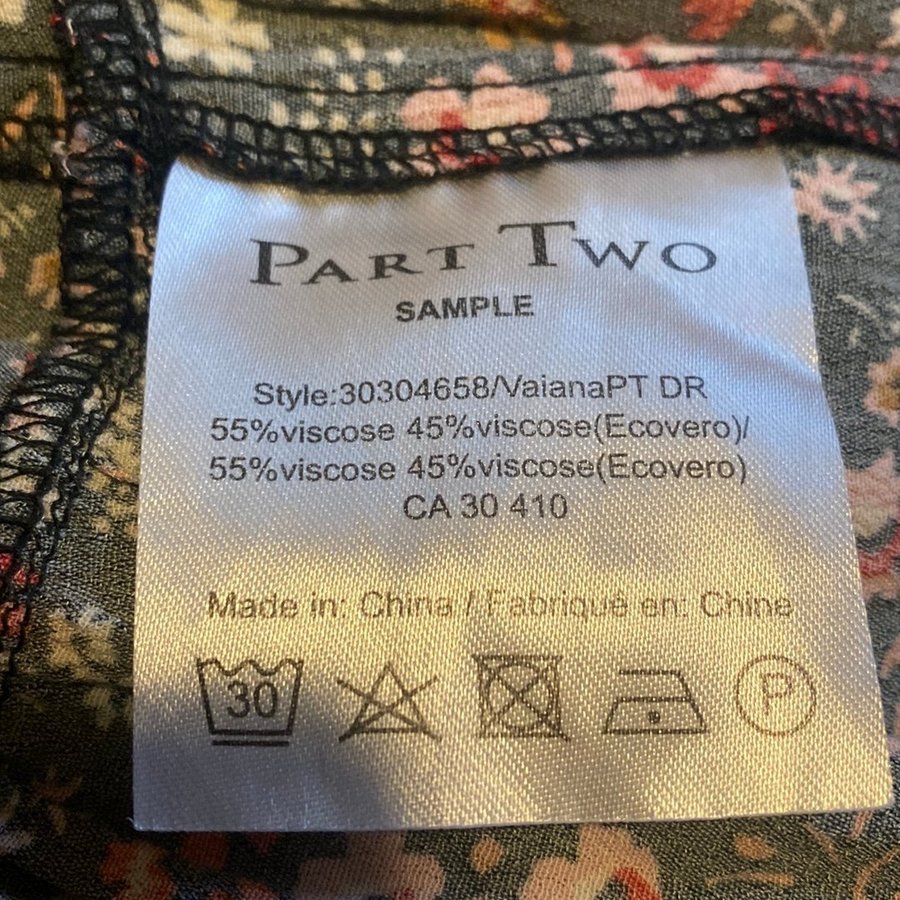 PART TWO
SAMPLE
Style:30304658/VaianaPT DR
55%viscose 45%viscose(Ecovero)/
55%viscose 45%viscose(Ecovero)
CA 30 410
Made in: China / Fabriqué en: Chine
30 P